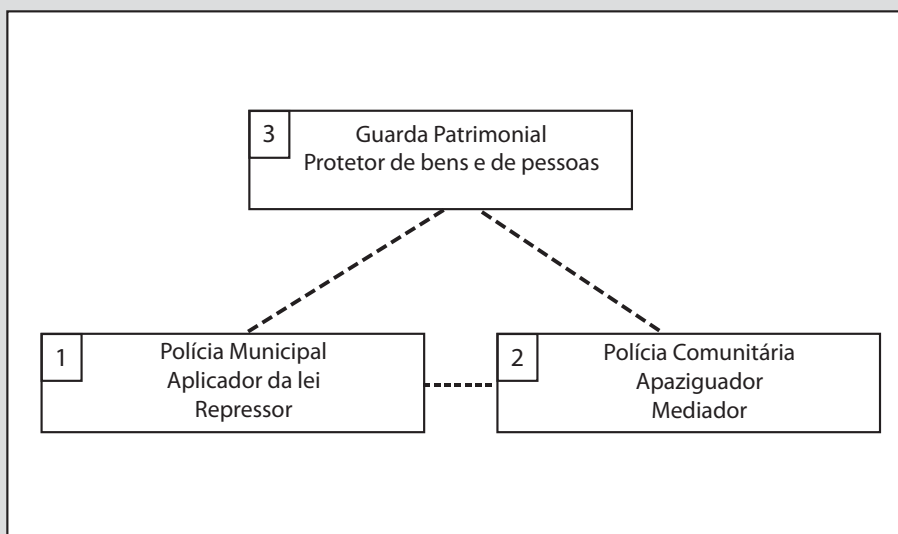 3
Guarda Patrimonial
Protetor de bens e de pessoas
1
Polícia Municipal
Aplicador da lei
Repressor
2
Polícia Comunitária
Apaziguador
Mediador